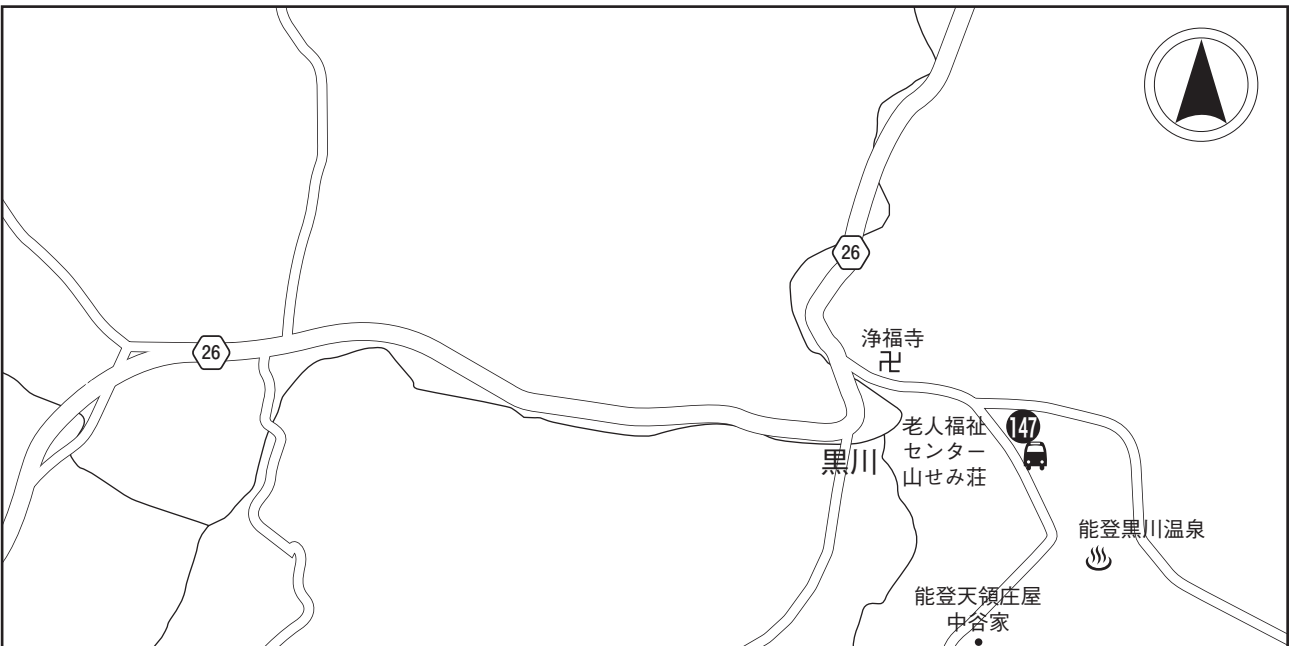 26
浄福寺
26
147
老人福祉
センター
山せみ荘
黒川
能登黒川温泉
能登天領庄屋
中谷家